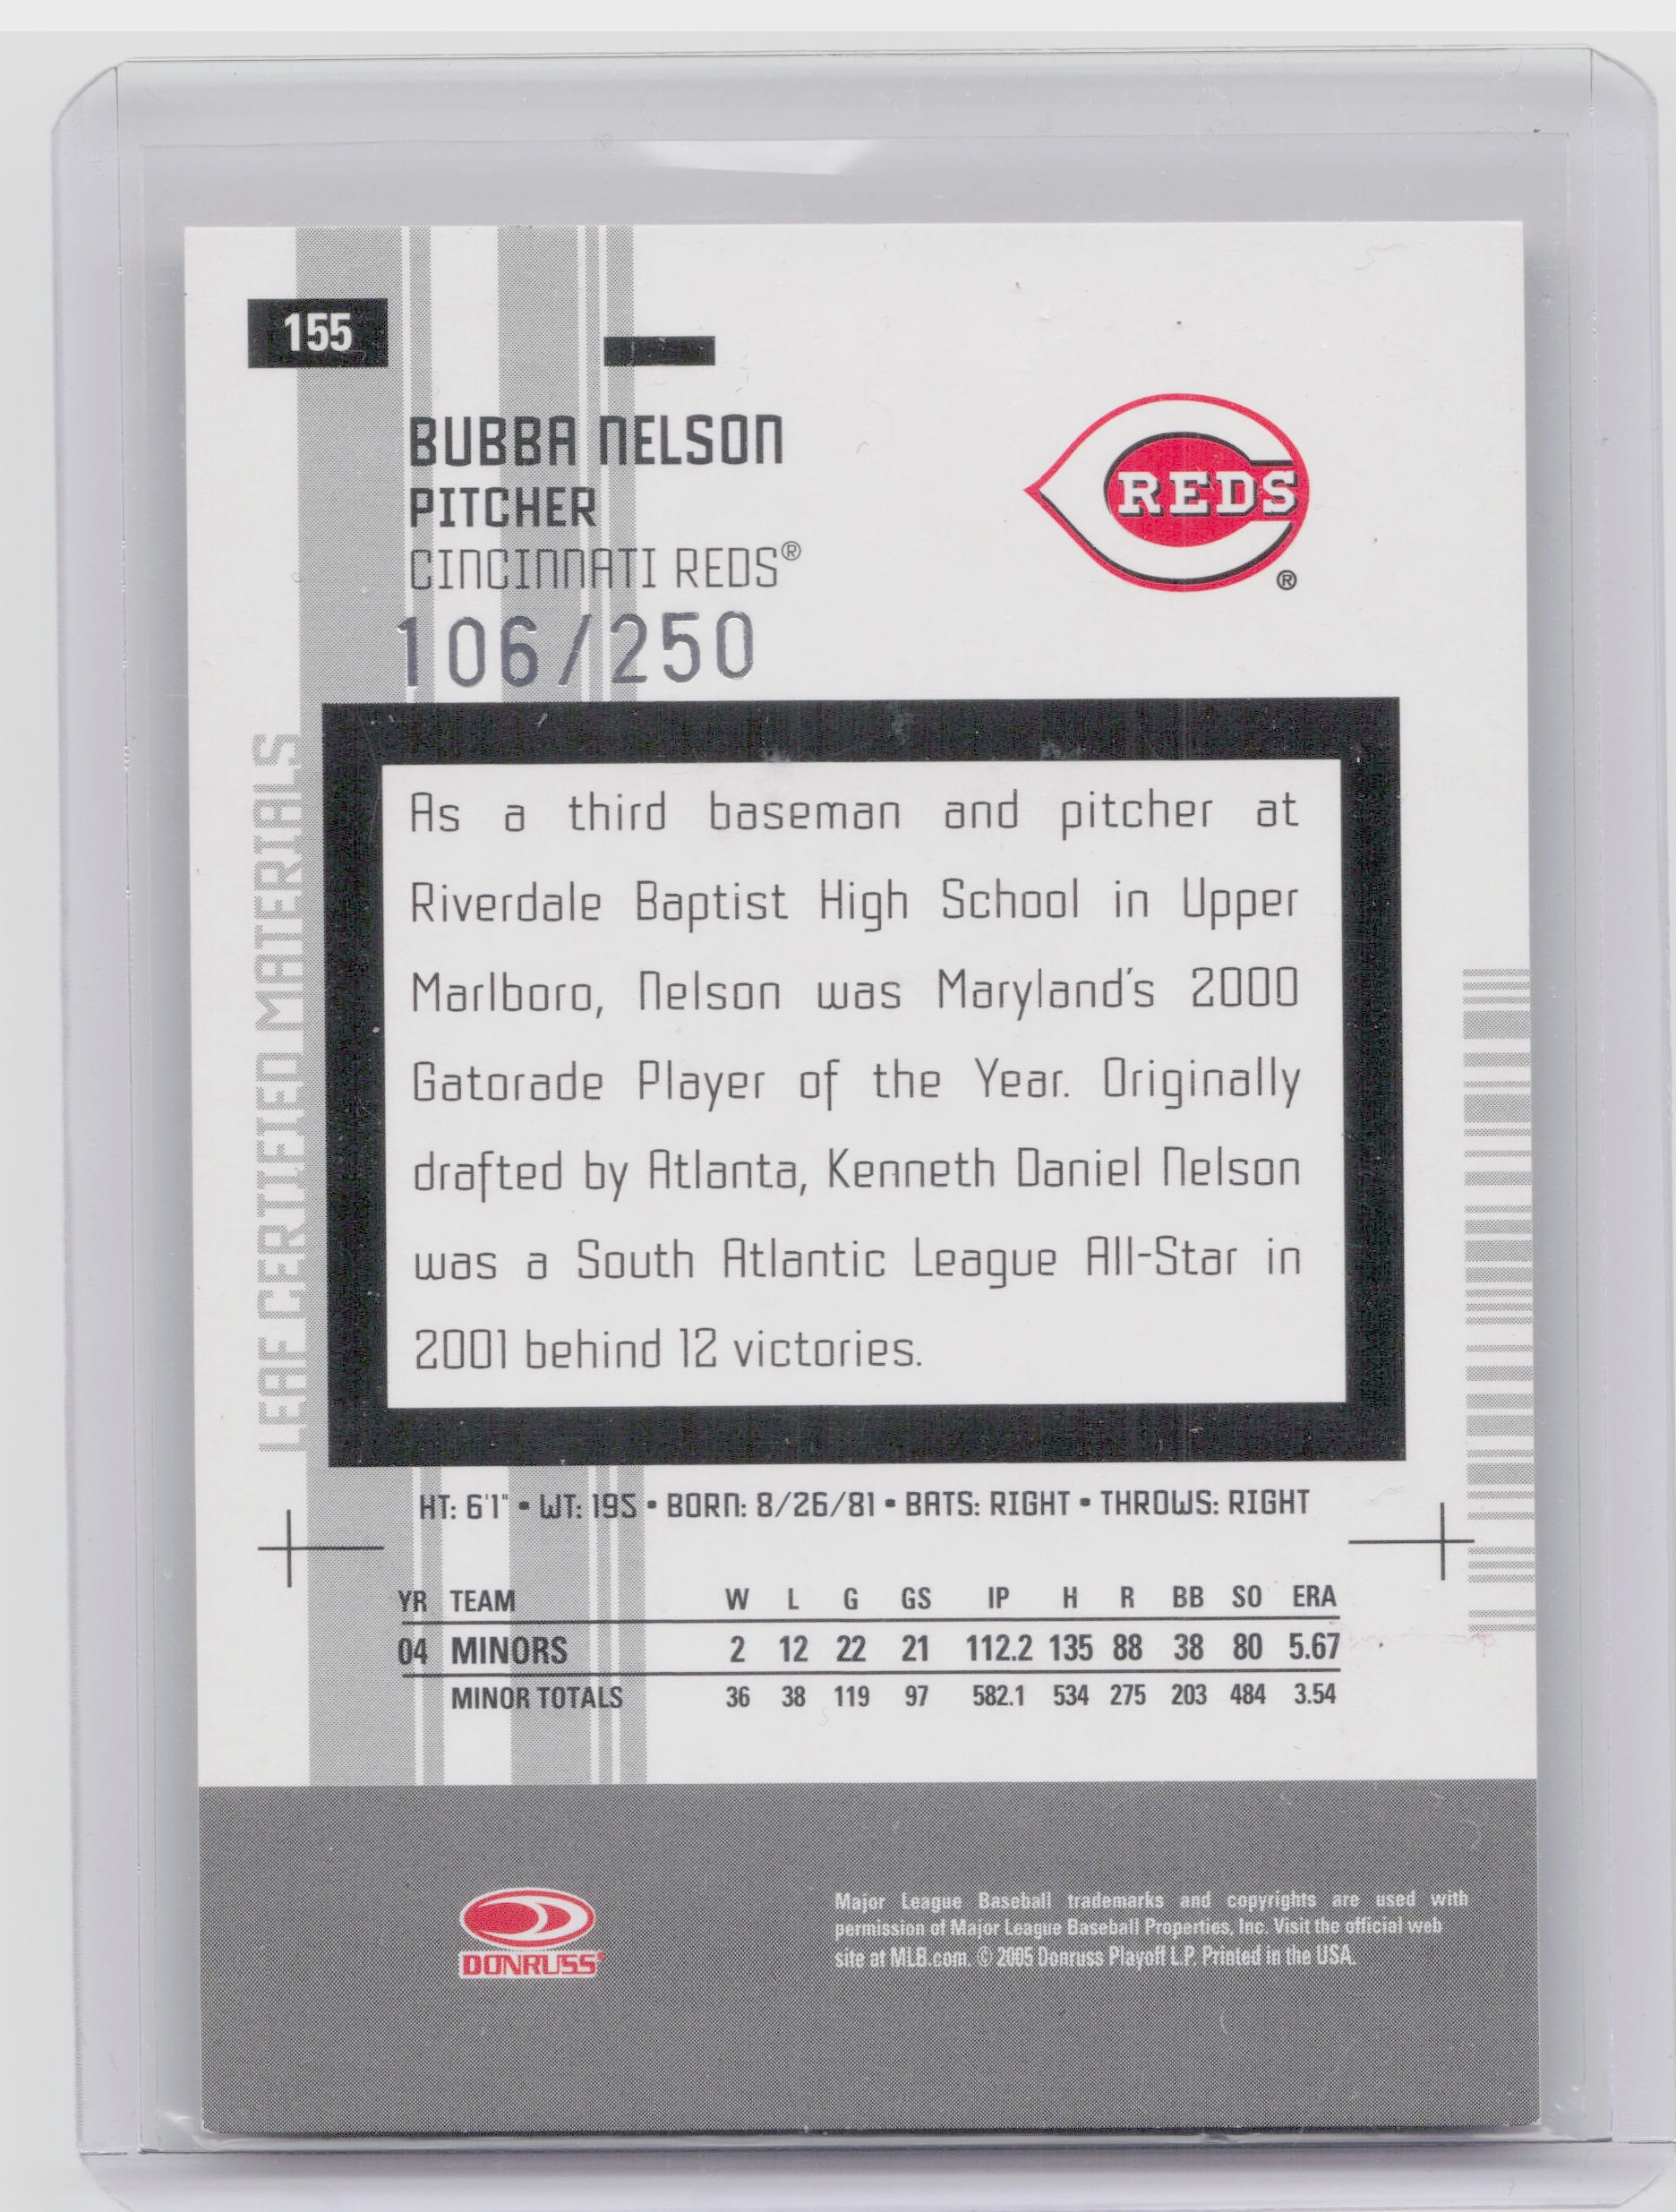 155
BUBBA NELSON
PITCHER
CINCINNATI REDS®
REDS
®
106/250
LEAF CERTIFIED MATERIALS
As a third baseman and pitcher at
Riverdale Baptist High School in Upper
Marlboro, Nelson was Maryland's 2000
Gatorade Player of the Year. Originally
drafted by Atlanta, Kenneth Daniel Nelson
was a South Atlantic League All-Star in
2001 behind 12 victories.
HT: 6'1" • WT: 195 • BORN: 8/26/81 • BATS: RIGHT • THROWS: RIGHT
YR TEAM W L G GS IP H R BB SO ERA
04 MINORS 2 12 22 21 112.2 135 88 38 80 5.67
MINOR TOTALS 36 38 119 97 582.1 534 275 203 484 3.54
DONRUSS
Major League Baseball trademarks and copyrights are used with
permission of Major League Baseball Properties, Inc. Visit the official web
site at MLB.com. © 2005 Donruss Playoff L.P. Printed in the USA.